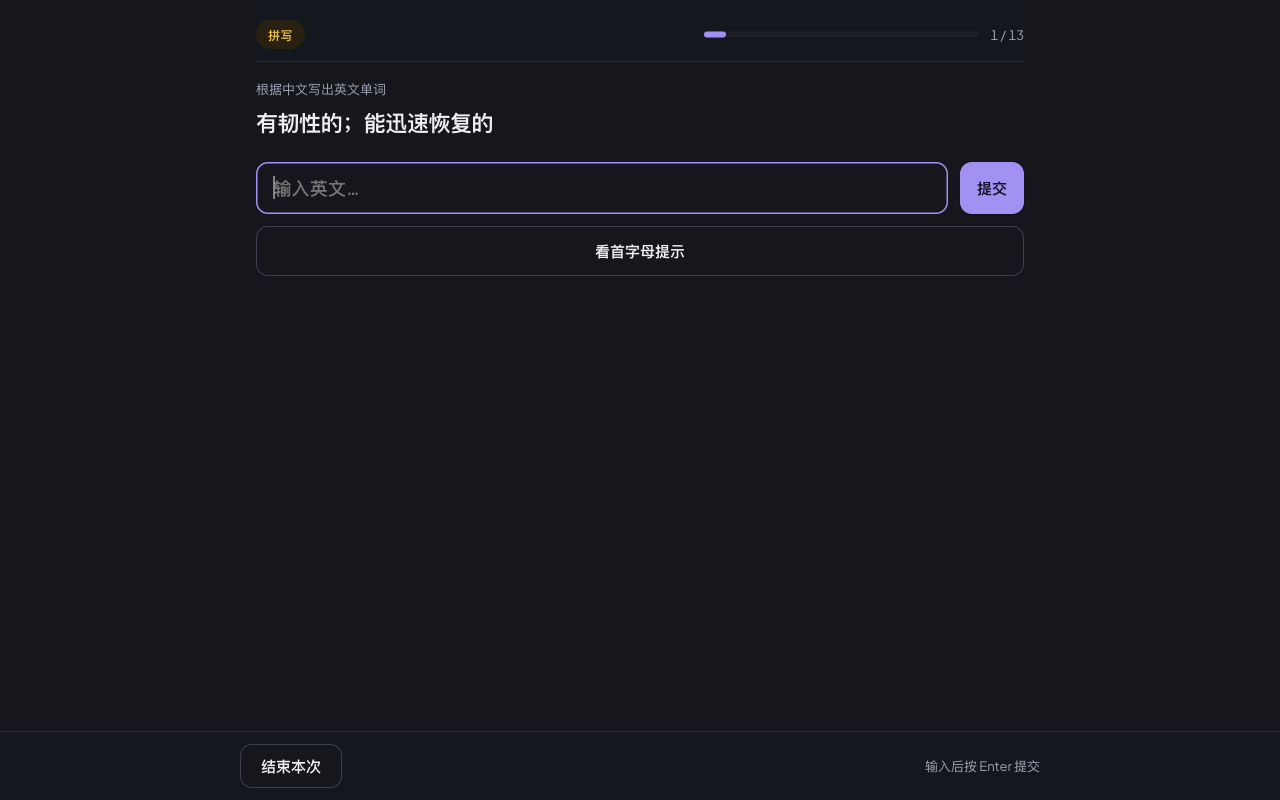 拼写
1/13
根据中文写出英文单词
有韧性的；能迅速恢复的
输入英文…
提交
看首字母提示
结束本次
输入后按 Enter 提交